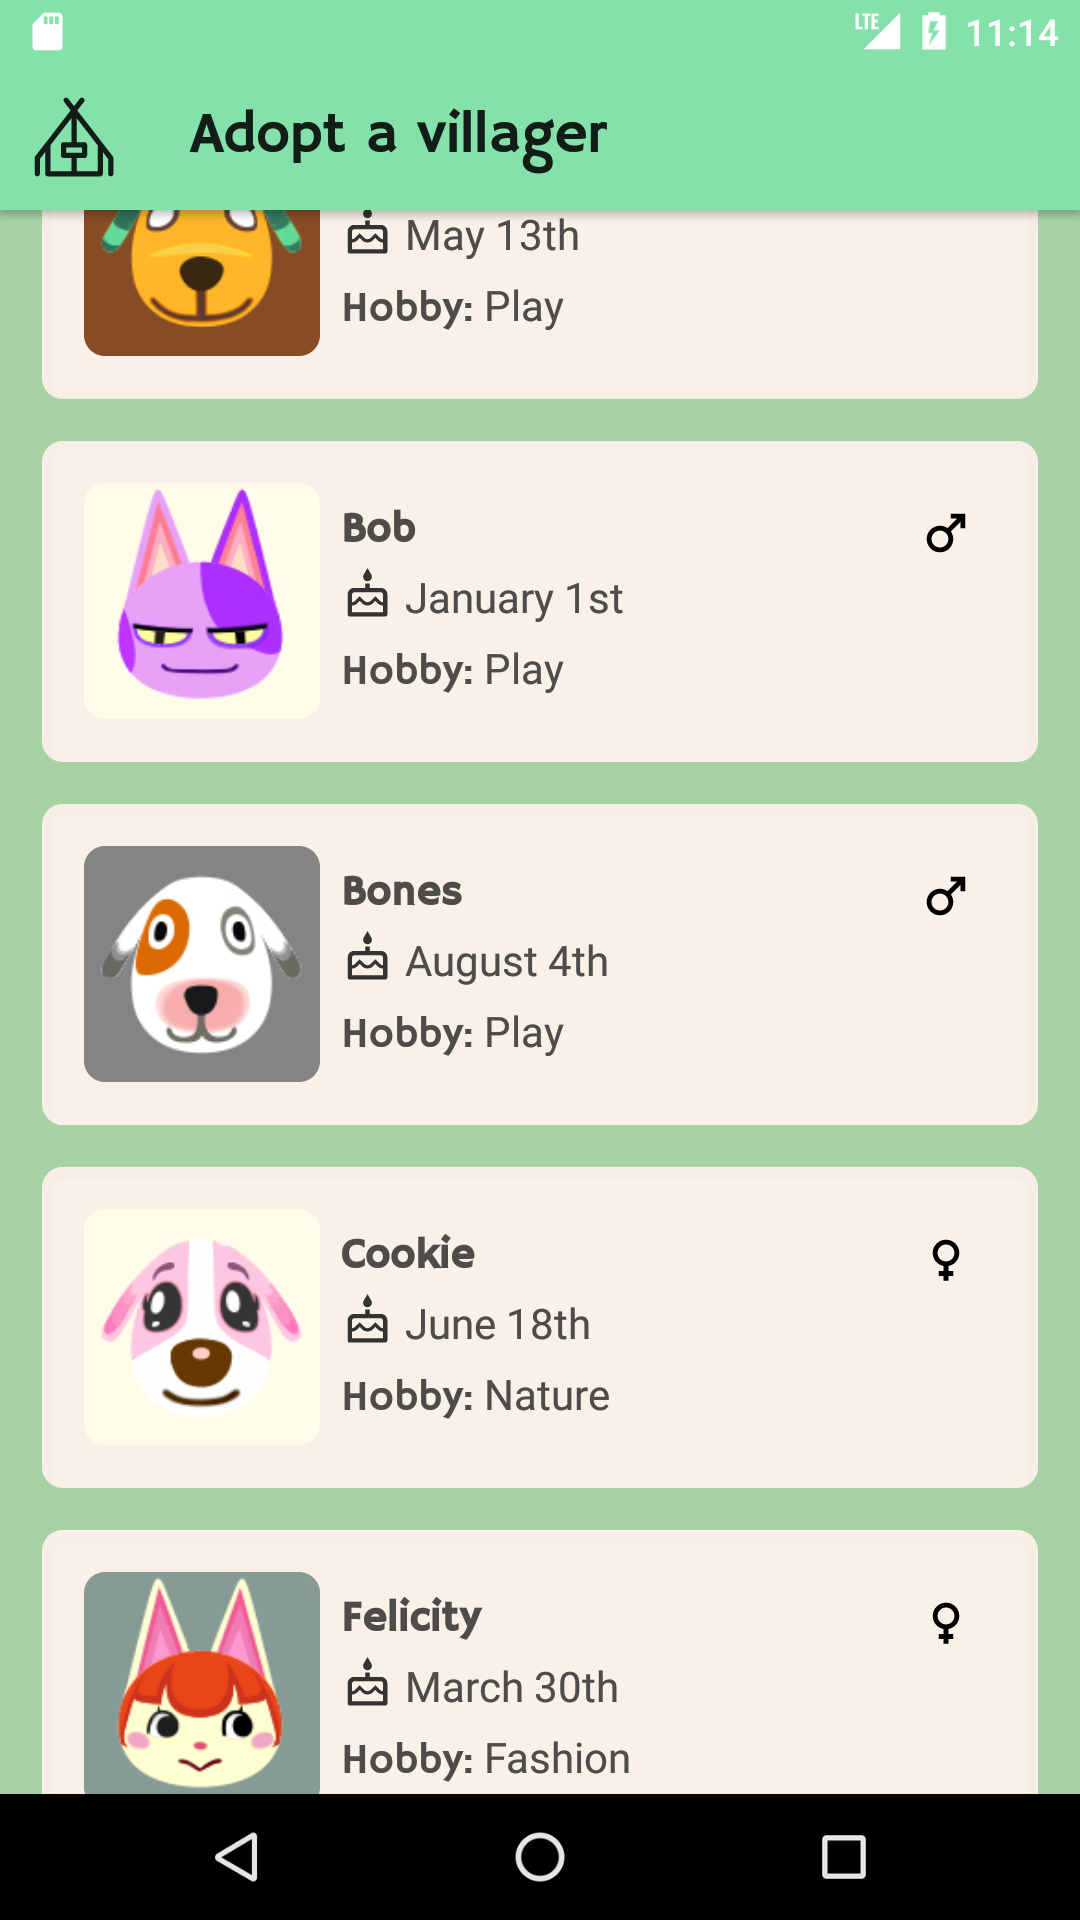 LTE 11:14
Adopt a villager
May 13th
Hobby: Play
Bob
January 1st
Hobby: Play
Bones
August 4th
Hobby: Play
Cookie
June 18th
Hobby: Nature
Felicity
March 30th
Hobby: Fashion